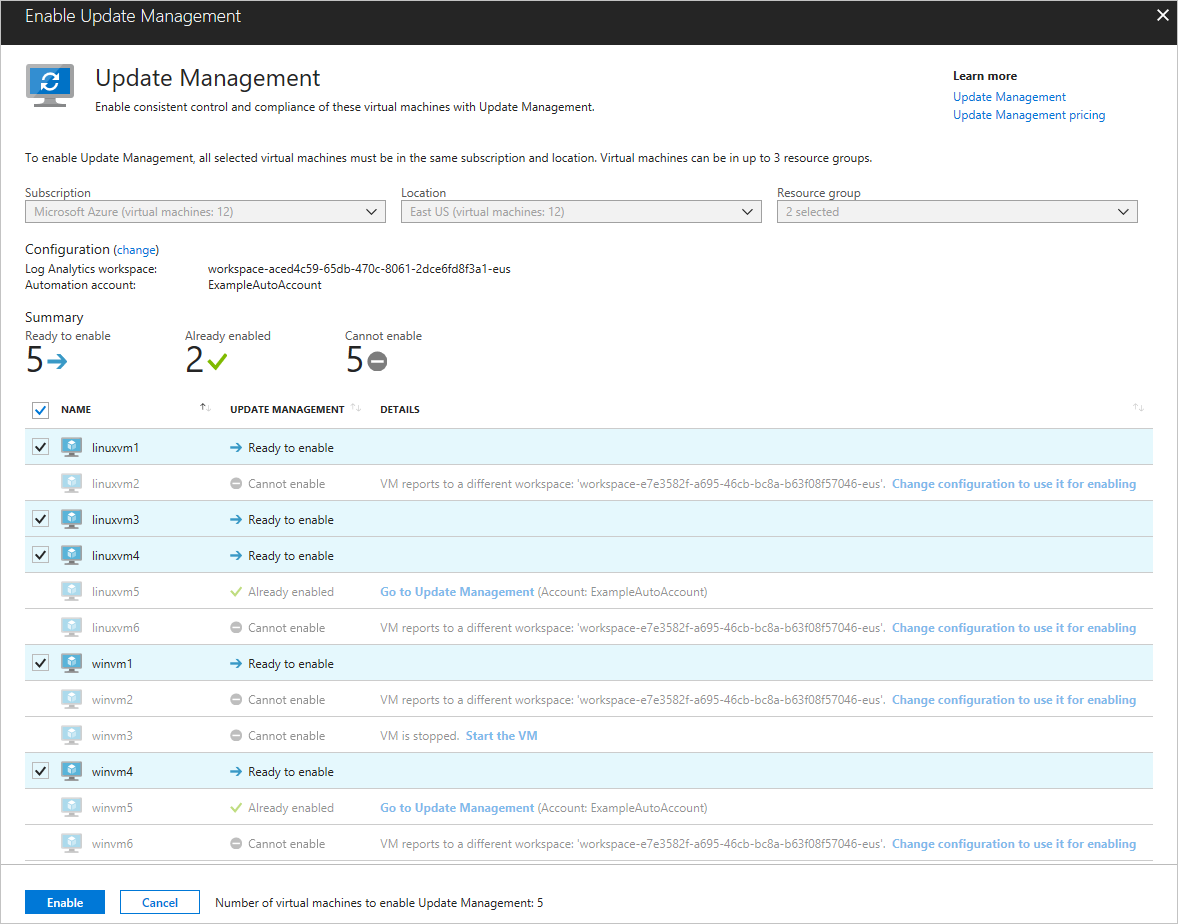 Enable Update Management
Update Management
Enable consistent control and compliance of these virtual machines with Update Management.
Learn more
Update Management
Update Management pricing
To enable Update Management, all selected virtual machines must be in the same subscription and location. Virtual machines can be in up to 3 resource groups.
Subscription Location Resource group
Microsoft Azure (virtual machines: 12) East US (virtual machines: 12) 2 selected
Configuration (change)
Log Analytics workspace: workspace-aced4c59-65db-470c-8061-2dce6fd8f3a1-eus
Automation account: ExampleAutoAccount
Summary
Ready to enable Already enabled Cannot enable
5 2 5
NAME UPDATE MANAGEMENT DETAILS
linuxvm1 Ready to enable
linuxvm2 Cannot enable VM reports to a different workspace: 'workspace-e7e3582f-a695-46cb-bc8a-b63f08f57046-eus'. Change configuration to use it for enabling
linuxvm3 Ready to enable
linuxvm4 Ready to enable
linuxvm5 Already enabled Go to Update Management (Account: ExampleAutoAccount)
linuxvm6 Cannot enable VM reports to a different workspace: 'workspace-e7e3582f-a695-46cb-bc8a-b63f08f57046-eus'. Change configuration to use it for enabling
winvm1 Ready to enable
winvm2 Cannot enable VM reports to a different workspace: 'workspace-e7e3582f-a695-46cb-bc8a-b63f08f57046-eus'. Change configuration to use it for enabling
winvm3 Cannot enable VM is stopped. Start the VM
winvm4 Ready to enable
winvm5 Already enabled Go to Update Management (Account: ExampleAutoAccount)
winvm6 Cannot enable VM reports to a different workspace: 'workspace-e7e3582f-a695-46cb-bc8a-b63f08f57046-eus'. Change configuration to use it for enabling
Enable Cancel Number of virtual machines to enable Update Management: 5